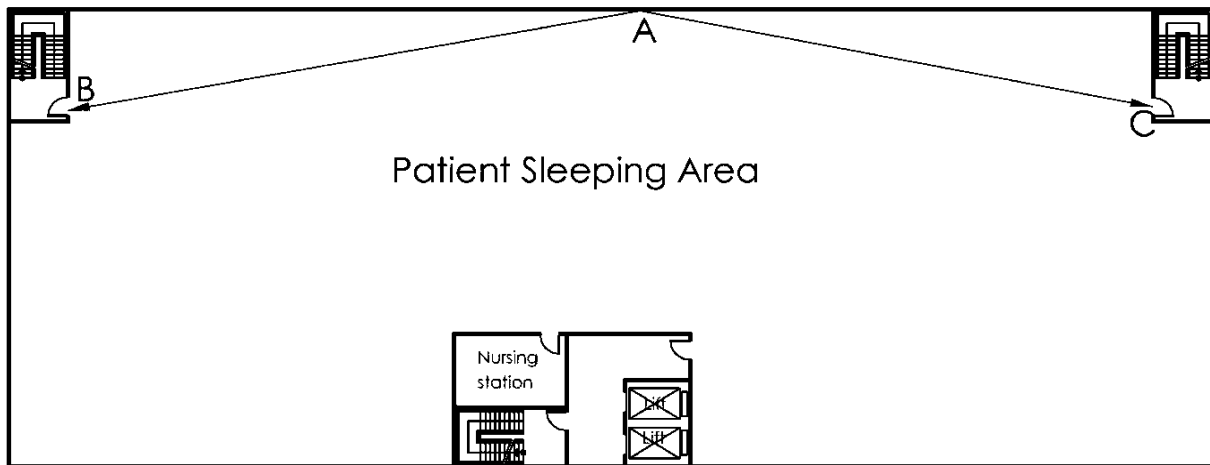 A
B
C
Patient Sleeping Area
Nursing
station
Lift
Lift